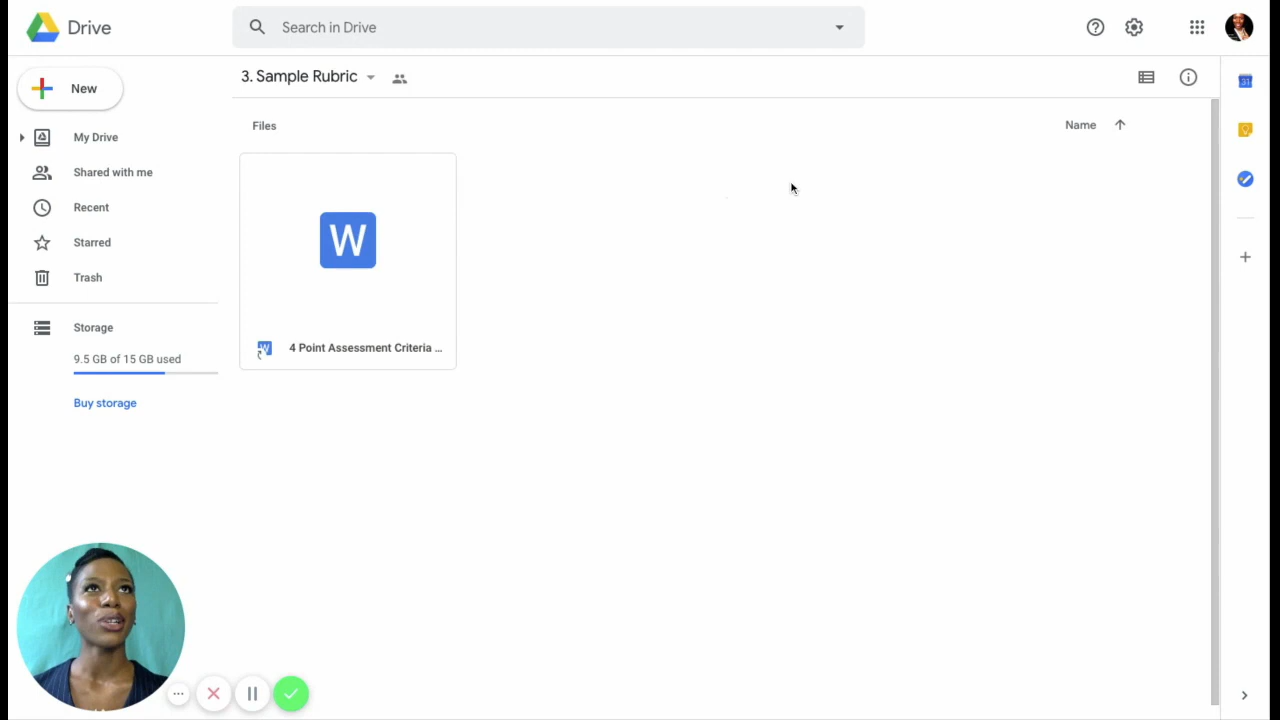 Drive
Search in Drive
New
3. Sample Rubric
My Drive
Shared with me
Recent
Starred
Trash
Storage
9.5 GB of 15 GB used
Buy storage
Files
Name
W
W
4 Point Assessment Criteria ...
31